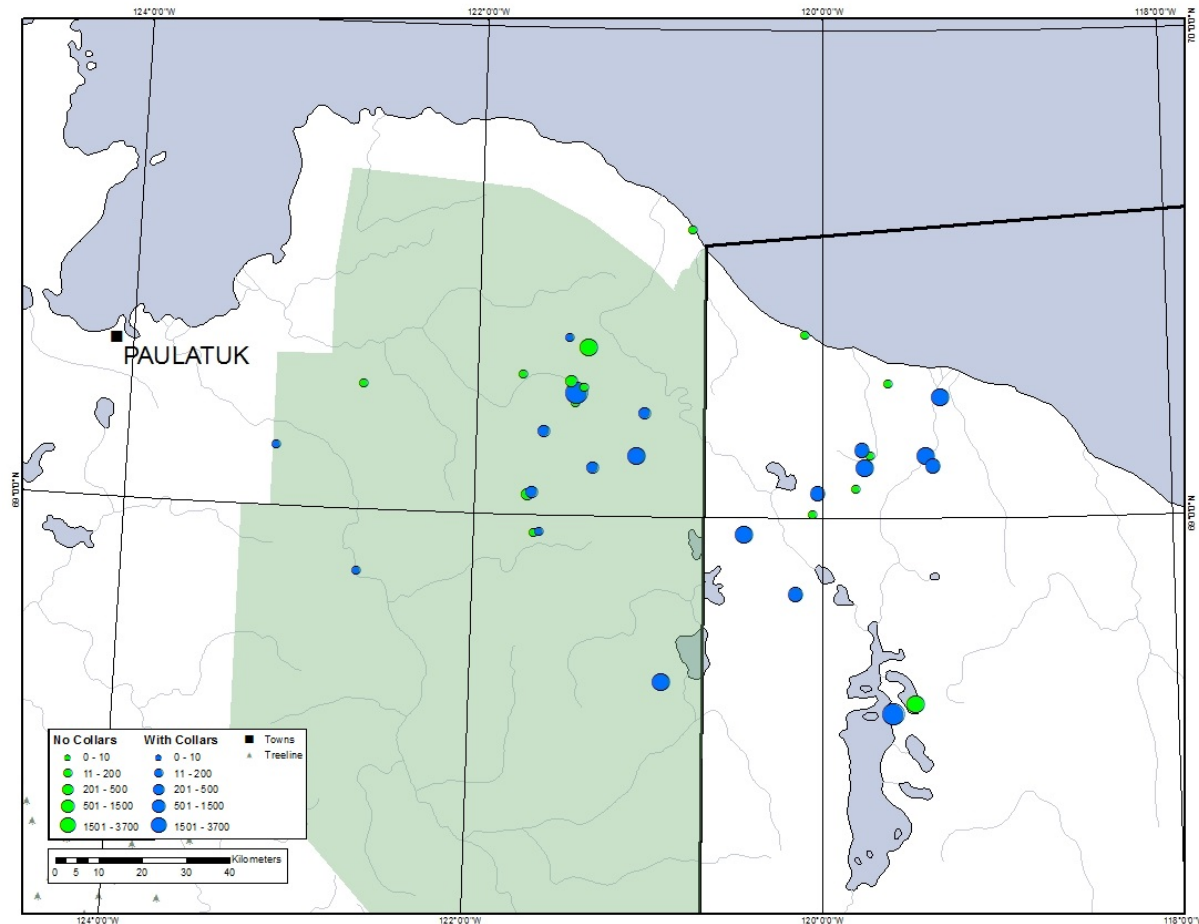 124°0'0"W 122°0'0"W 120°0'0"W 118°0'0"W
70°0'0"N
PAULATUK
69°0'0"N 69°0'0"N
No Collars With Collars Towns
0 - 10 0 - 10 Treeline
11 - 200 11 - 200
201 - 500 201 - 500
501 - 1500 501 - 1500
1501 - 3700 1501 - 3700
Kilometers
0 5 10 20 30 40
124°0'0"W 122°0'0"W 120°0'0"W